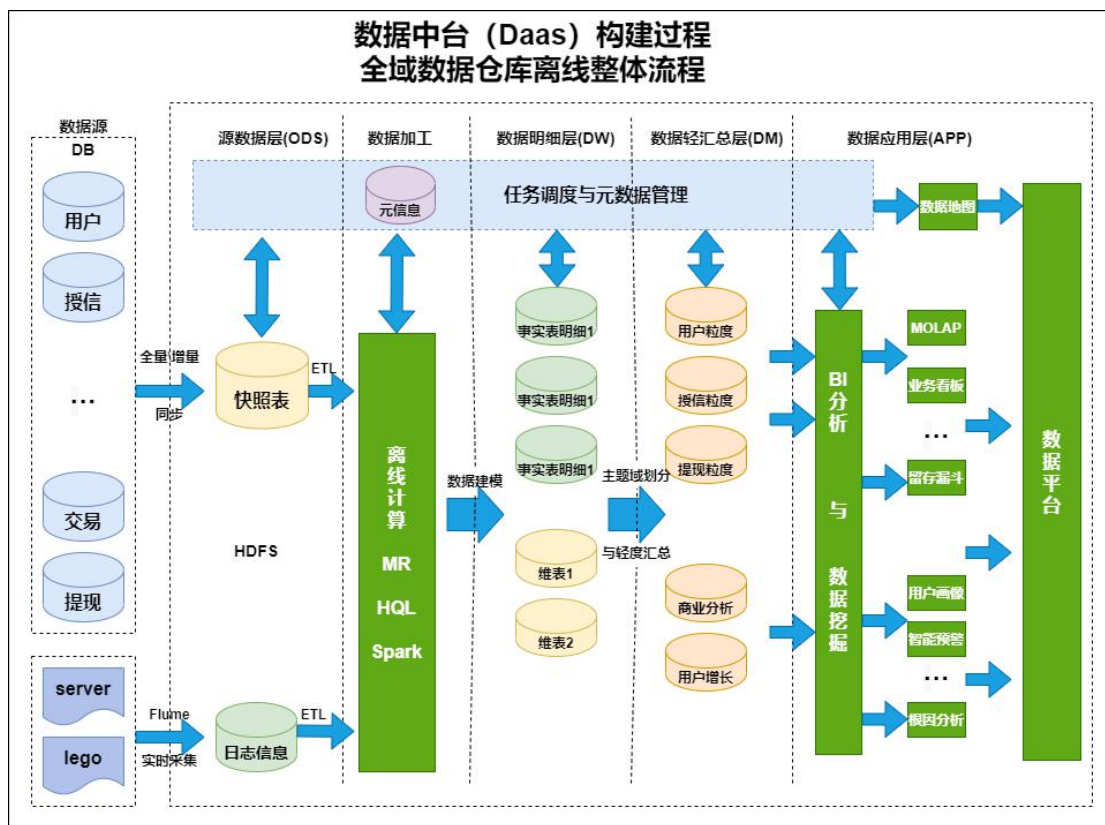 数据中台（Daas）构建过程
全域数据仓库离线整体流程
数据源
DB
用户
授信
...
交易
提现
server
lego
全量 增量
同步
Flume
实时采集
源数据层(ODS)
快照表
HDFS
日志信息
ETL
ETL
数据加工
元信息
任务调度与元数据管理
离线计算
MR
HQL
Spark
数据建模
数据明细层(DW)
事实表明细1
事实表明细1
事实表明细1
维表1
维表2
主题域划分
与轻度汇总
数据轻汇总层(DM)
用户粒度
授信粒度
提现粒度
商业分析
用户增长
数据应用层(APP)
BI分析
与
数据挖掘
数据地图
MOLAP
业务看板
...
留存漏斗
用户画像
智能预警
...
根因分析
数据平台